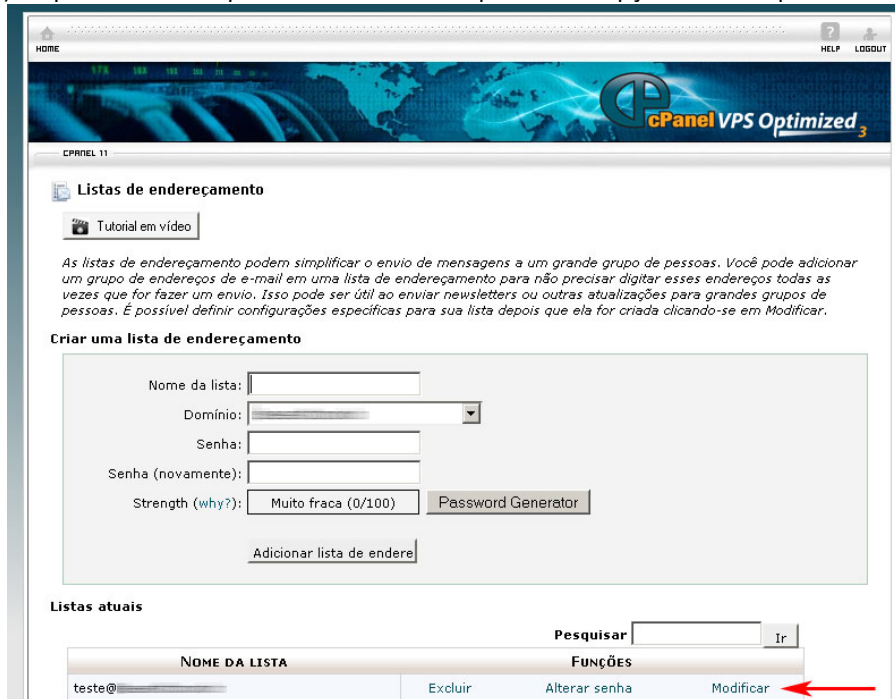 HOME
HELP LOGOUT
cPanel VPS Optimized 3
CPANEL 11
Listas de endereçamento
Tutorial em vídeo
As listas de endereçamento podem simplificar o envio de mensagens a um grande grupo de pessoas. Você pode adicionar
um grupo de endereços de e-mail em uma lista de endereçamento para não precisar digitar esses endereços todas as
vezes que for fazer um envio. Isso pode ser útil ao enviar newsletters ou outras atualizações para grandes grupos de
pessoas. É possível definir configurações específicas para sua lista depois que ela for criada clicando-se em Modificar.
Criar uma lista de endereçamento
Nome da lista:
Domínio:
Senha:
Senha (novamente):
Strength (why?): Muito fraca (0/100) Password Generator
Adicionar lista de endere
Listas atuais
Pesquisar Ir
NOME DA LISTA FUNÇÕES
teste@ Excluir Alterar senha Modificar